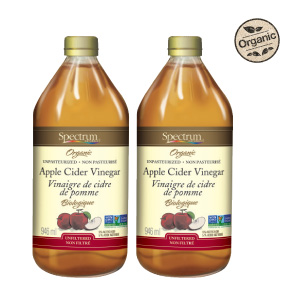 Organic
Spectrum
Organic
UNPASTEURIZED • NON PASTEURISÉ
Apple Cider Vinegar
Vinaigre de cidre
de pomme
Biologique
946 ml
UNFILTERED
NON FILTRÉ
Spectrum
Organic
UNPASTEURIZED • NON PASTEURISÉ
Apple Cider Vinegar
Vinaigre de cidre
de pomme
Biologique
946 ml
UNFILTERED
NON FILTRÉ